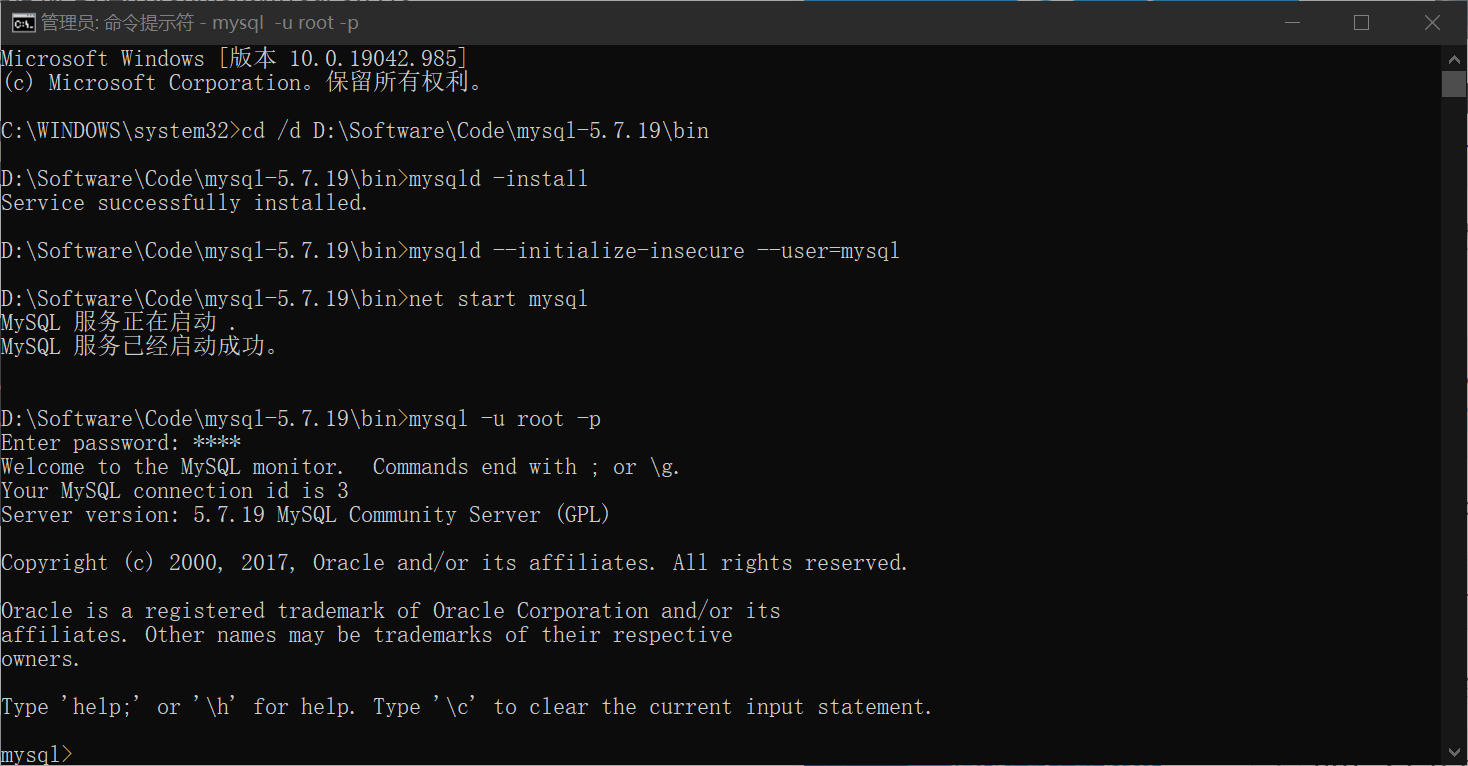 管理员: 命令提示符 - mysql  -u root -p
Microsoft Windows [版本 10.0.19042.985]
(c) Microsoft Corporation。保留所有权利。
C:\WINDOWS\system32>cd /d D:\Software\Code\mysql-5.7.19\bin
D:\Software\Code\mysql-5.7.19\bin>mysqld -install
Service successfully installed.
D:\Software\Code\mysql-5.7.19\bin>mysqld --initialize-insecure --user=mysql
D:\Software\Code\mysql-5.7.19\bin>net start mysql
MySQL 服务正在启动 .
MySQL 服务已经启动成功。
D:\Software\Code\mysql-5.7.19\bin>mysql -u root -p
Enter password: ****
Welcome to the MySQL monitor.  Commands end with ; or \g.
Your MySQL connection id is 3
Server version: 5.7.19 MySQL Community Server (GPL)
Copyright (c) 2000, 2017, Oracle and/or its affiliates. All rights reserved.
Oracle is a registered trademark of Oracle Corporation and/or its
affiliates. Other names may be trademarks of their respective
owners.
Type 'help;' or '\h' for help. Type '\c' to clear the current input statement.
mysql>